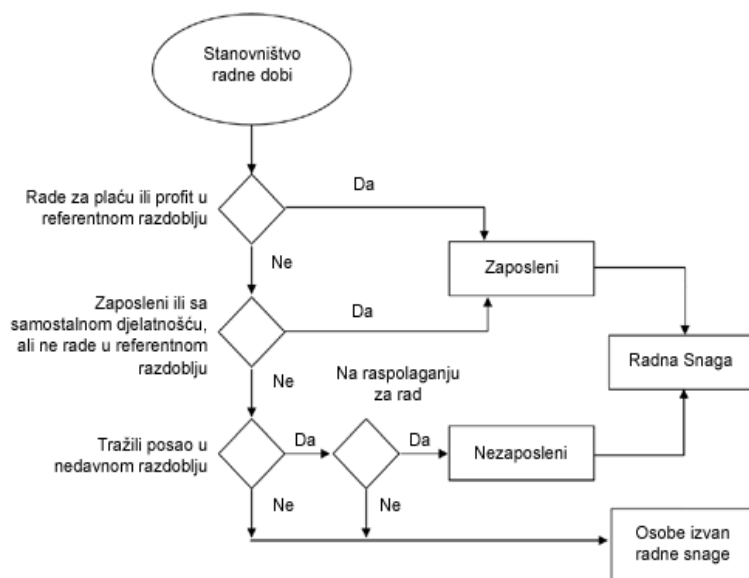 Stanovništvo
radne dobi
Rade za plaću ili profit u
referentnom razdoblju
Da
Ne
Zaposleni
Zaposleni ili sa
samostalnom djelatnošću,
ali ne rade u referentnom
razdoblju
Da
Ne
Radna Snaga
Na raspolaganju
za rad
Tražili posao u
nedavnom razdoblju
Da
Da
Nezaposleni
Ne
Ne
Osobe izvan
radne snage